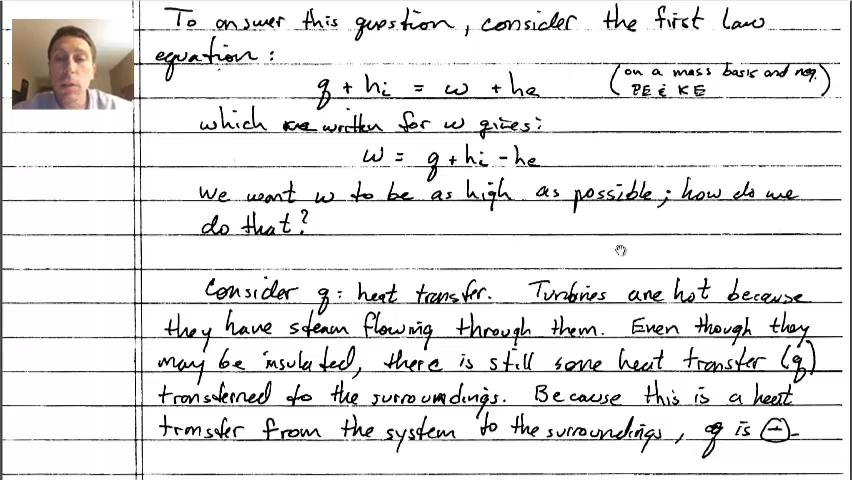 To answer this question, consider the first law
equation:
q + hi = w + he
(on a mass basis and neg.
PE & KE)
which written for w gives:
w = q + hi - he
we want w to be as high as possible; how do we
do that?
Consider q: heat transfer. Turbines are hot because
they have steam flowing through them. Even though they
may be insulated, there is still some heat transfer (q)
transferred to the surroundings. Because this is a heat
transfer from the system to the surroundings, q is ⊖.